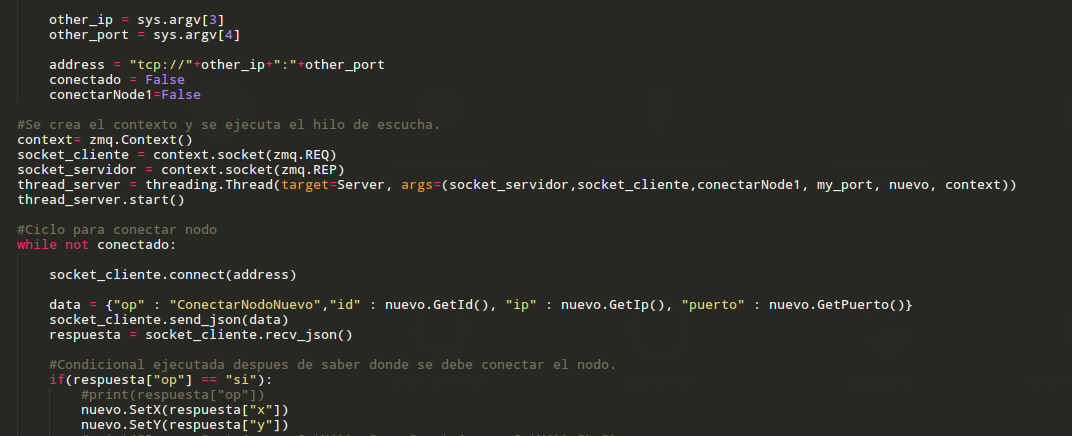 other_ip = sys.argv[3]
other_port = sys.argv[4]
address = "tcp://"+other_ip+":"+other_port
conectado = False
conectarNode1=False
#Se crea el contexto y se ejecuta el hilo de escucha.
context= zmq.Context()
socket_cliente = context.socket(zmq.REQ)
socket_servidor = context.socket(zmq.REP)
thread_server = threading.Thread(target=Server, args=(socket_servidor,socket_cliente,conectarNode1, my_port, nuevo, context))
thread_server.start()
#Ciclo para conectar nodo
while not conectado:
socket_cliente.connect(address)
data = {"op" : "ConectarNodoNuevo","id" : nuevo.GetId(), "ip" : nuevo.GetIp(), "puerto" : nuevo.GetPuerto()}
socket_cliente.send_json(data)
respuesta = socket_cliente.recv_json()
#Condicional ejecutada despues de saber donde se debe conectar el nodo.
if(respuesta["op"] == "si"):
#print(respuesta["op"])
nuevo.SetX(respuesta["x"])
nuevo.SetY(respuesta["y"])